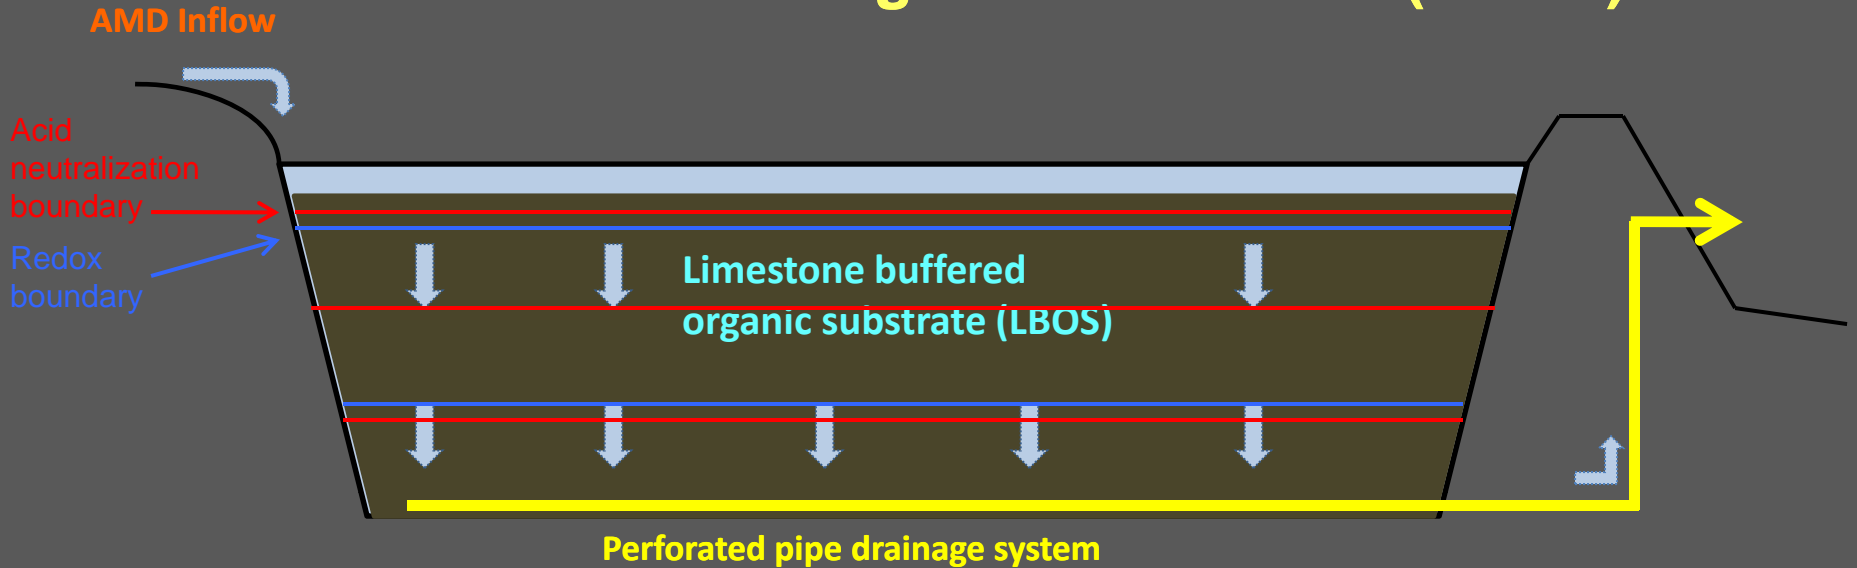 AMD Inflow
Acid
neutralization
boundary
Redox
boundary
Limestone buffered
organic substrate (LBOS)
Perforated pipe drainage system